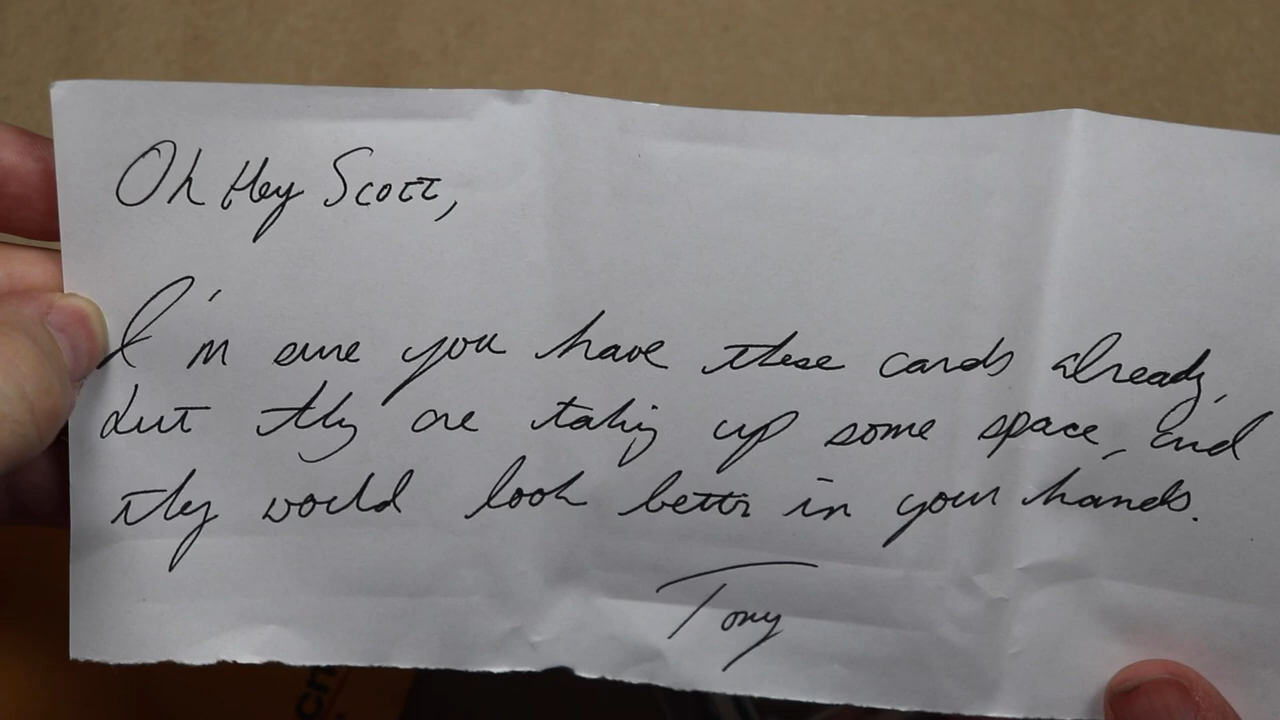 Oh Hey Scott,
I'm sure you have these cards already,
but they are taking up some space, and
they would look better in your hands.
Tony